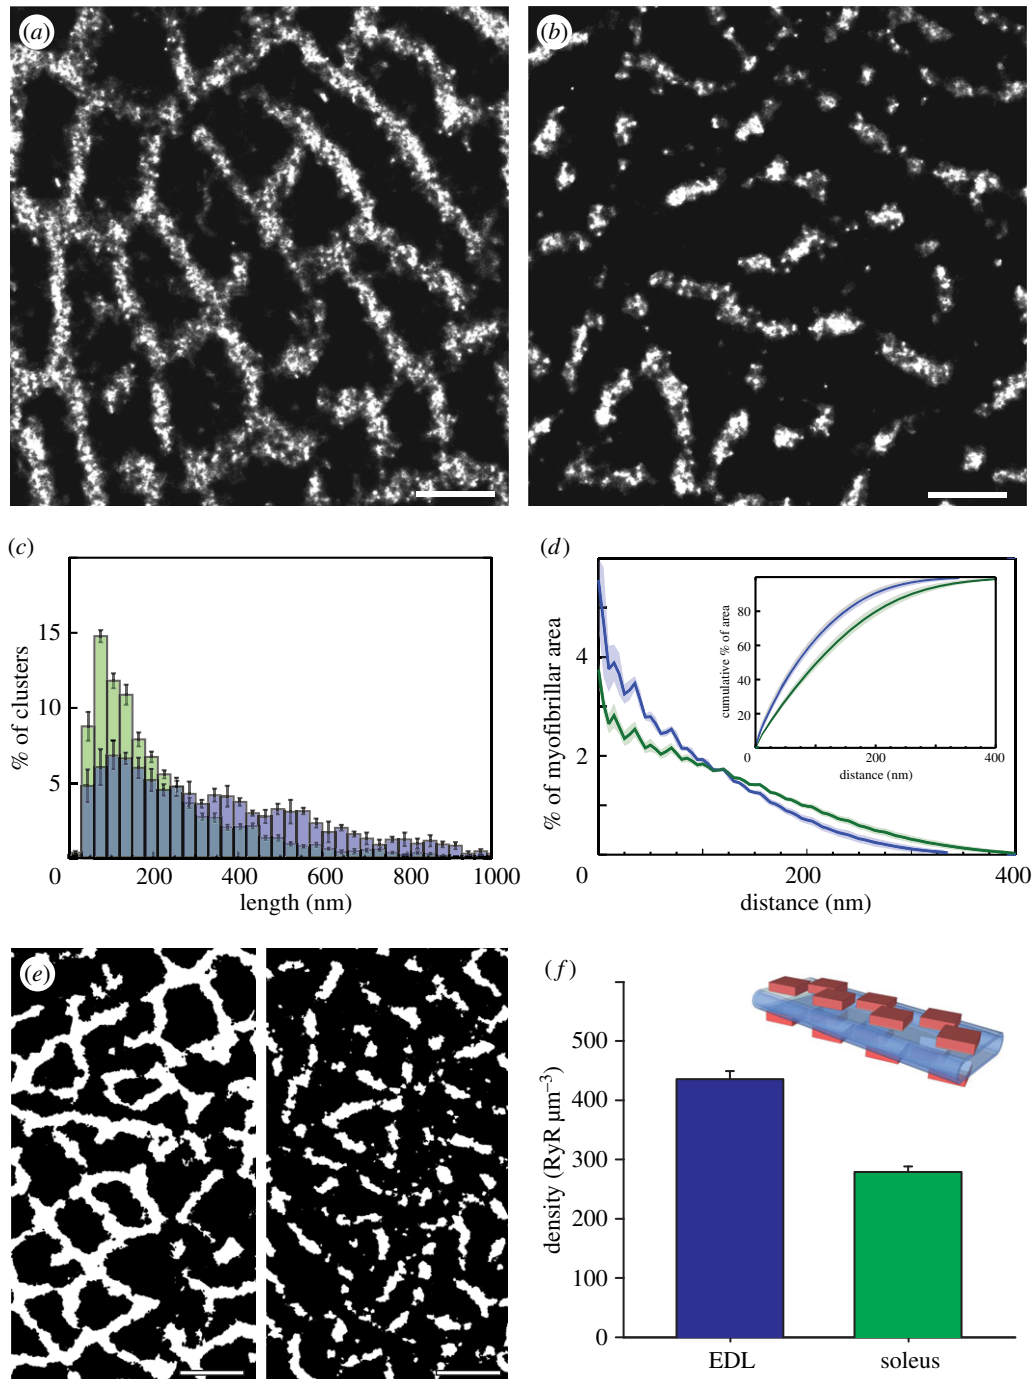 (a)
(b)
(c)
% of clusters
15
10
5
0
200
400
600
800
1000
length (nm)
(d)
% of myofibrillar area
4
2
0
200
400
distance (nm)
cumulative % of area
80
60
40
20
0
200
400
distance (nm)
(e)
(f)
density (RyR μm⁻³)
500
400
300
200
100
0
EDL
soleus